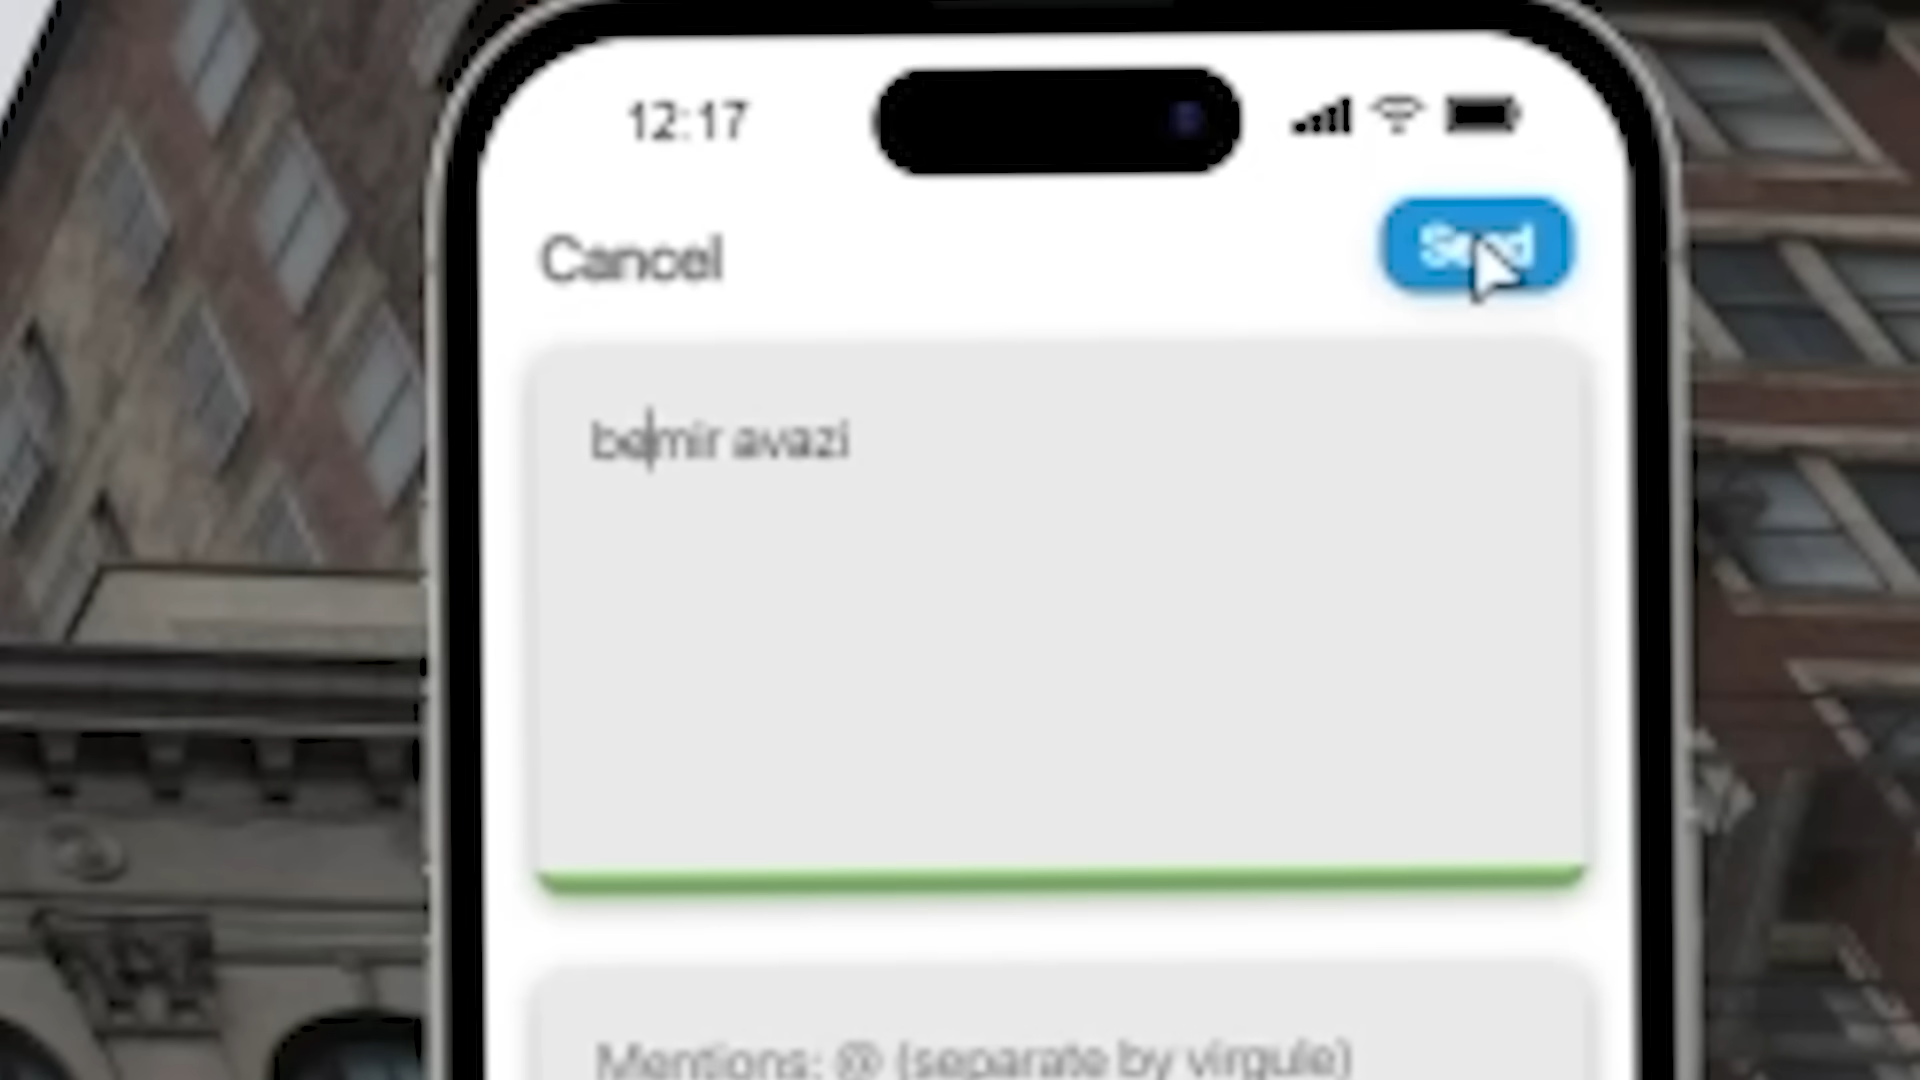 12:17
Cancel
Send
bemir avazi
Mentions: @ (separate by virgule)